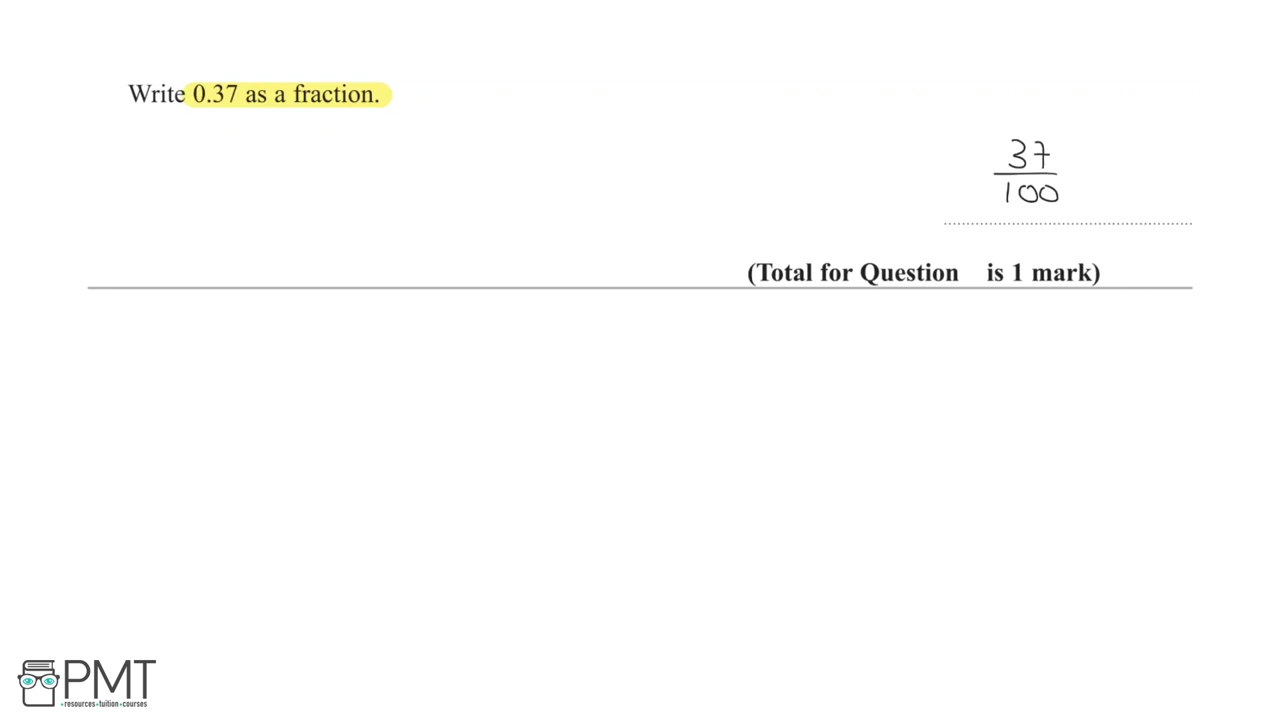 Write 0.37 as a fraction.
37
100
(Total for Question is 1 mark)
PMT
resources•tuition•courses